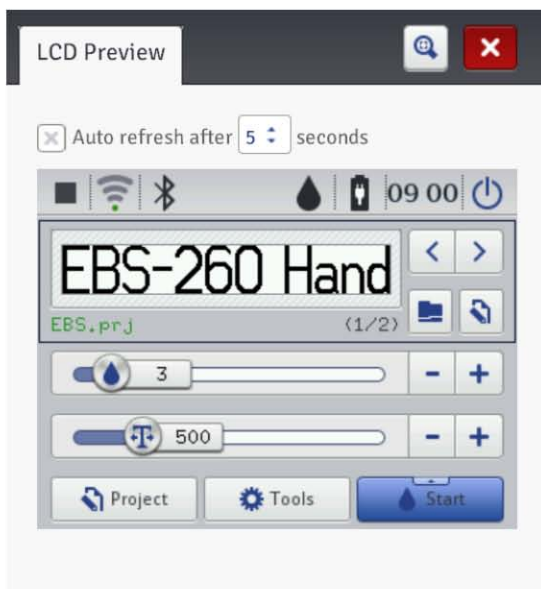 LCD Preview
Auto refresh after 5 seconds
09 00
EBS-260 Hand
EBS.prj (1/2)
3 - +
500 - +
Project Tools Start